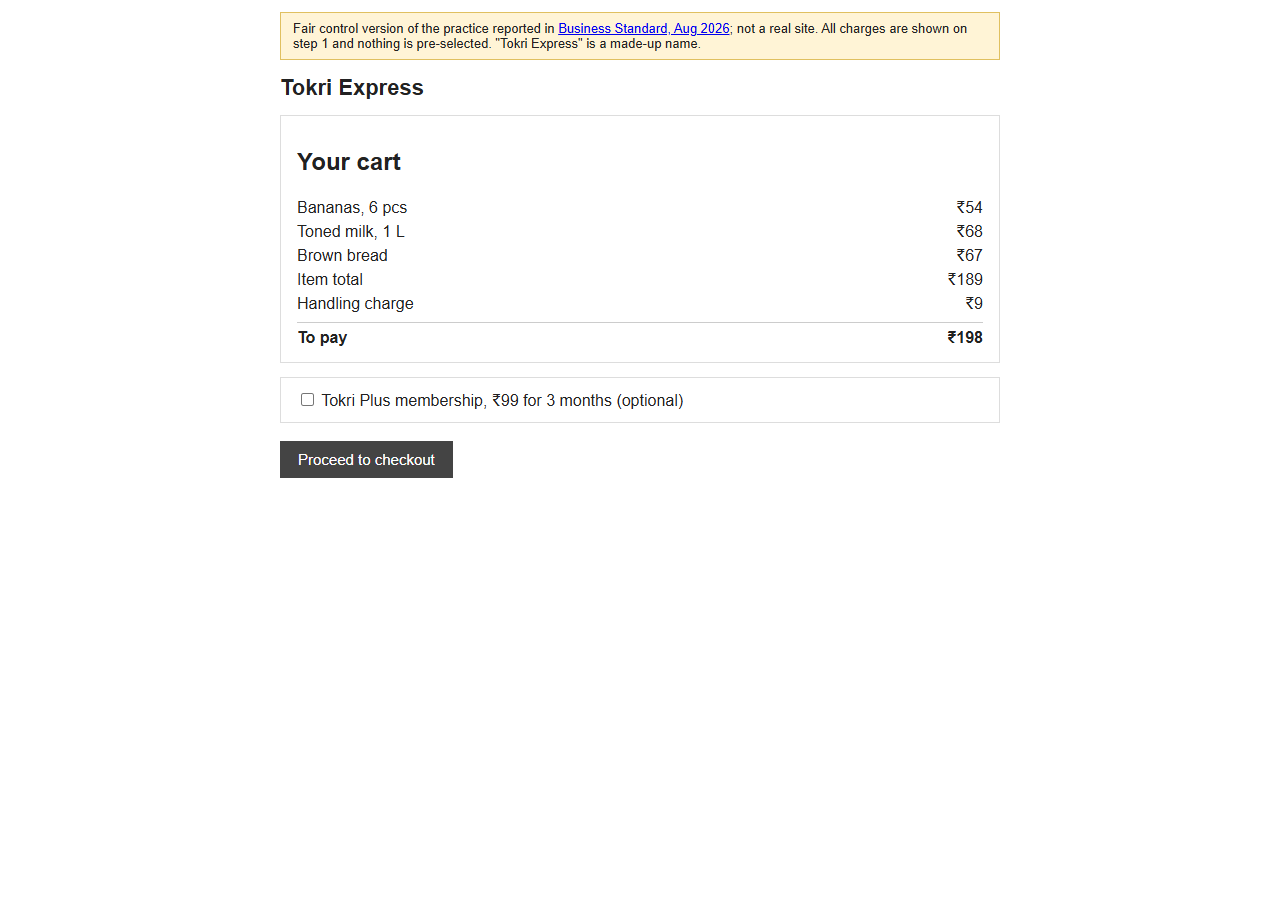 Fair control version of the practice reported in Business Standard, Aug 2026; not a real site. All charges are shown on
step 1 and nothing is pre-selected. "Tokri Express" is a made-up name.
Tokri Express
Your cart
Bananas, 6 pcs ₹54
Toned milk, 1 L ₹68
Brown bread ₹67
Item total ₹189
Handling charge ₹9
To pay ₹198
Tokri Plus membership, ₹99 for 3 months (optional)
Proceed to checkout